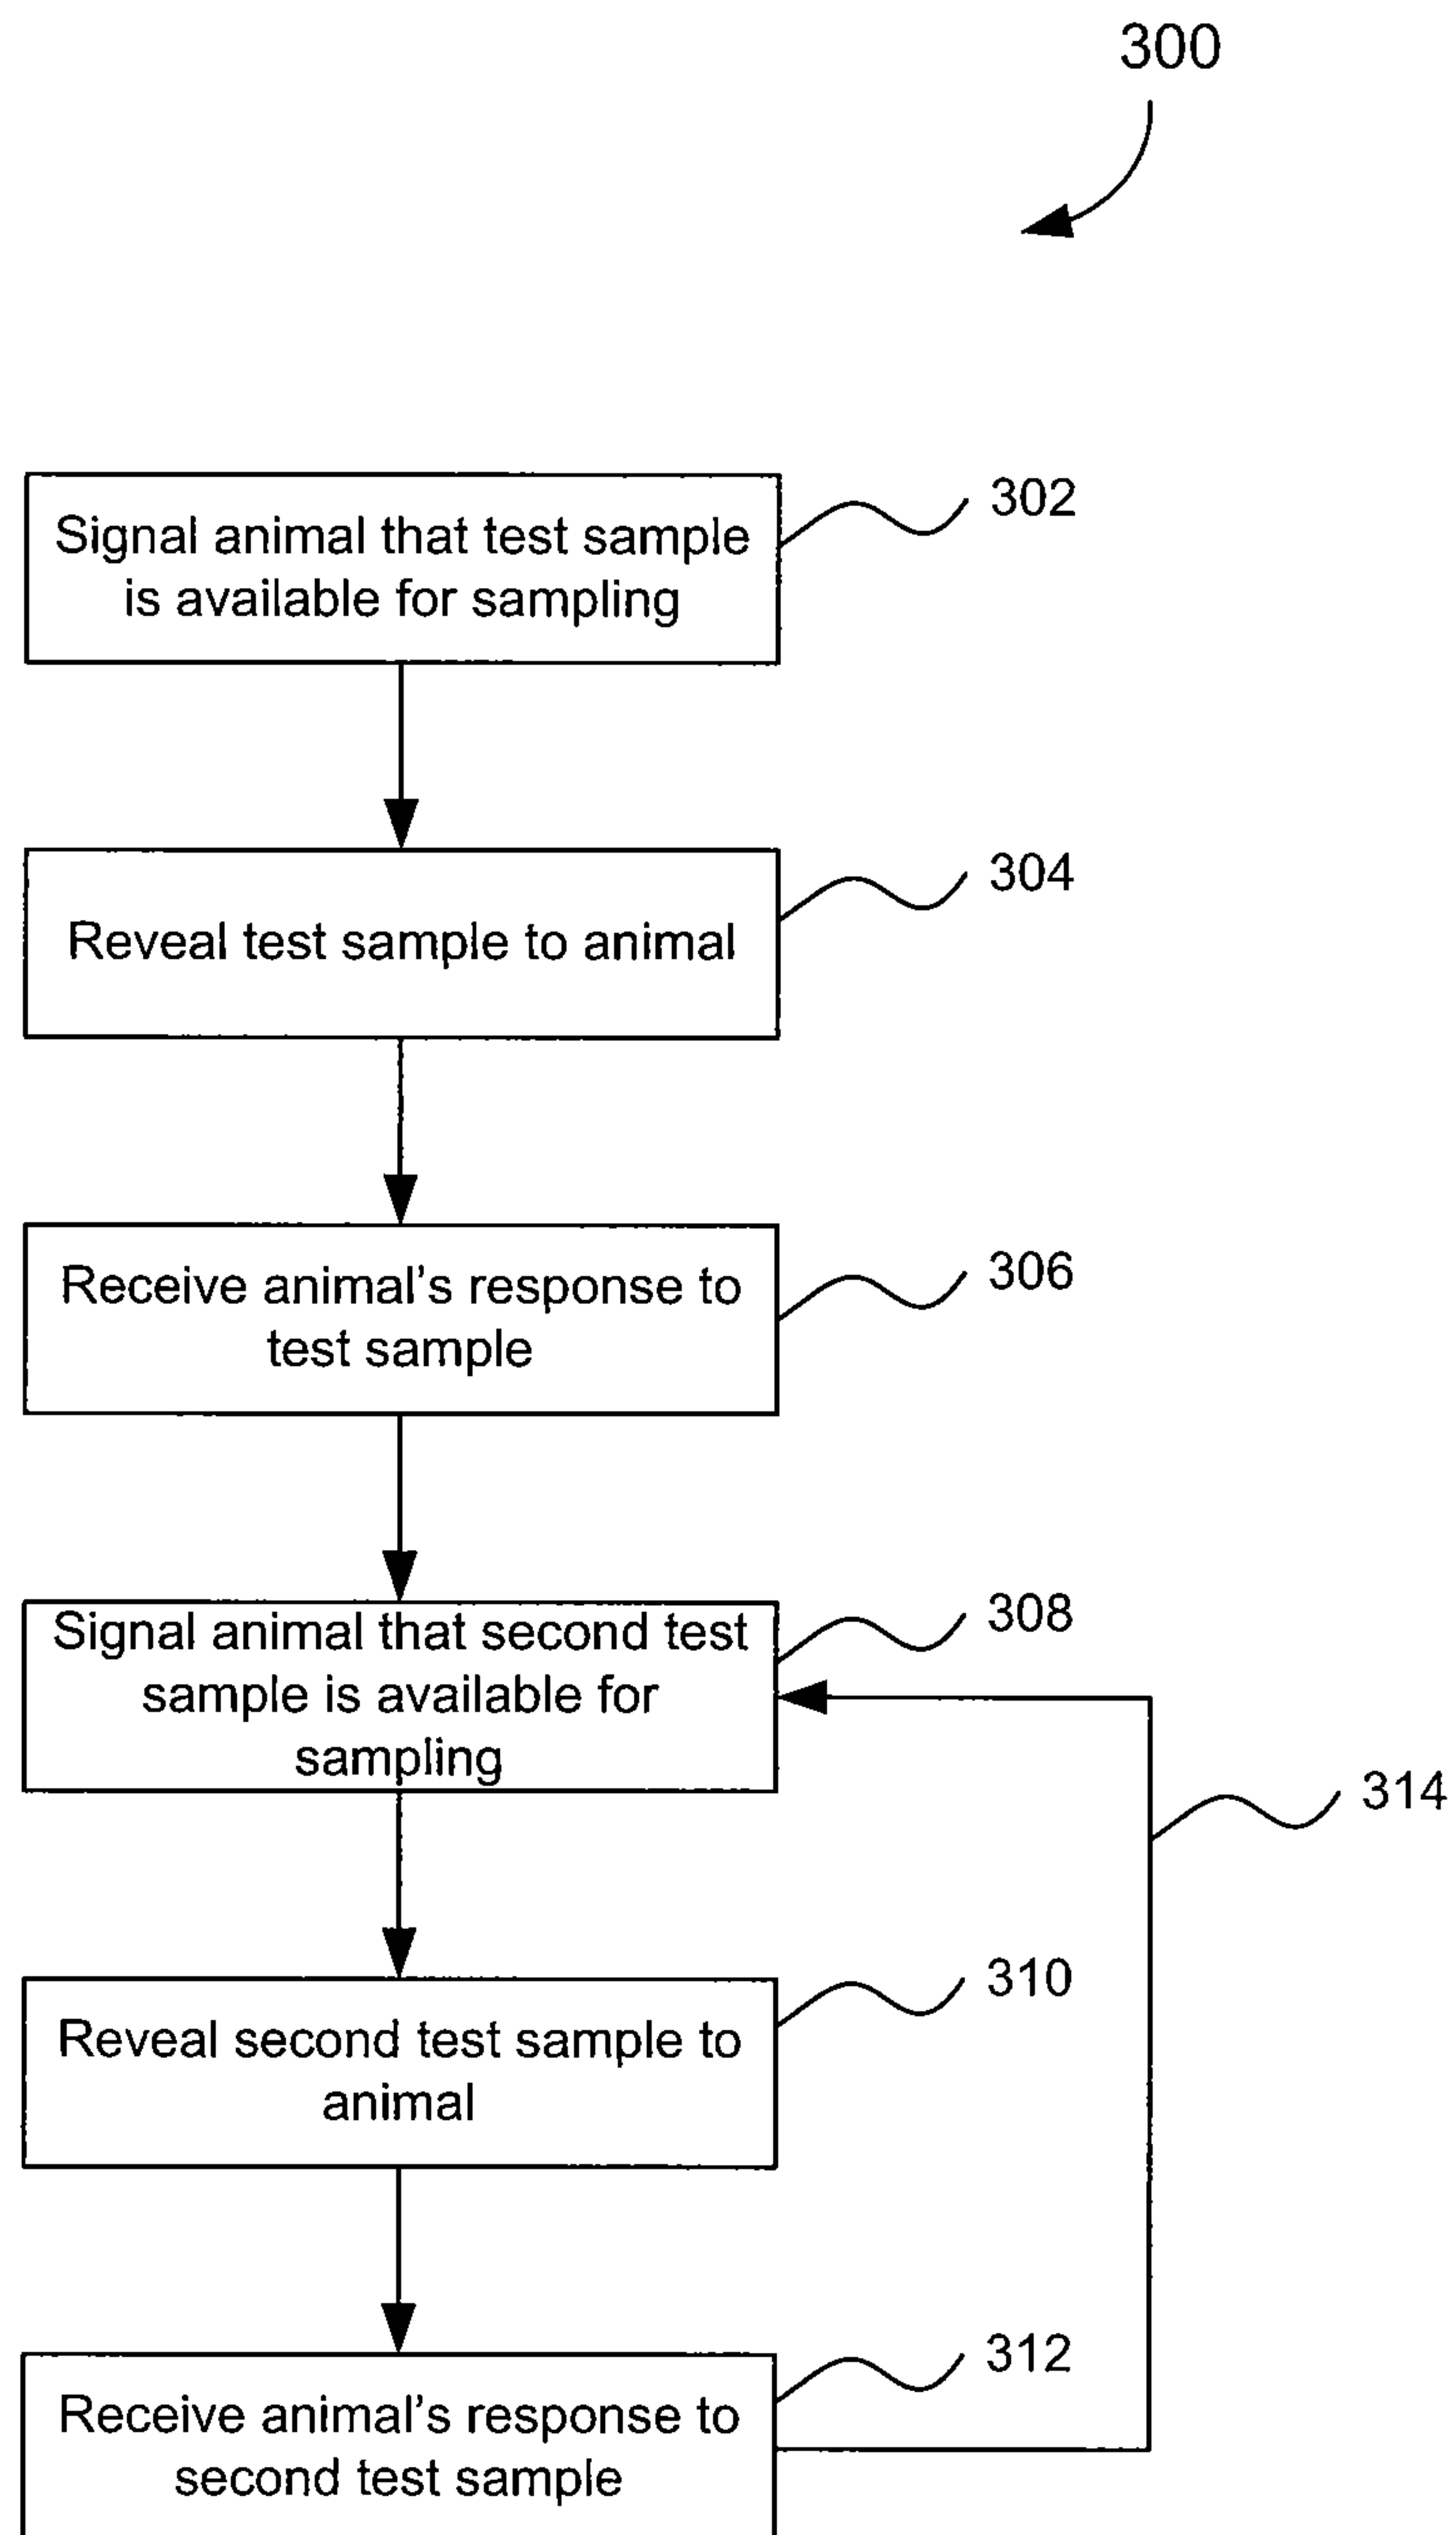 300
Signal animal that test sample
is available for sampling
302
Reveal test sample to animal
304
Receive animal's response to
test sample
306
Signal animal that second test
sample is available for
sampling
308
314
Reveal second test sample to
animal
310
Receive animal's response to
second test sample
312